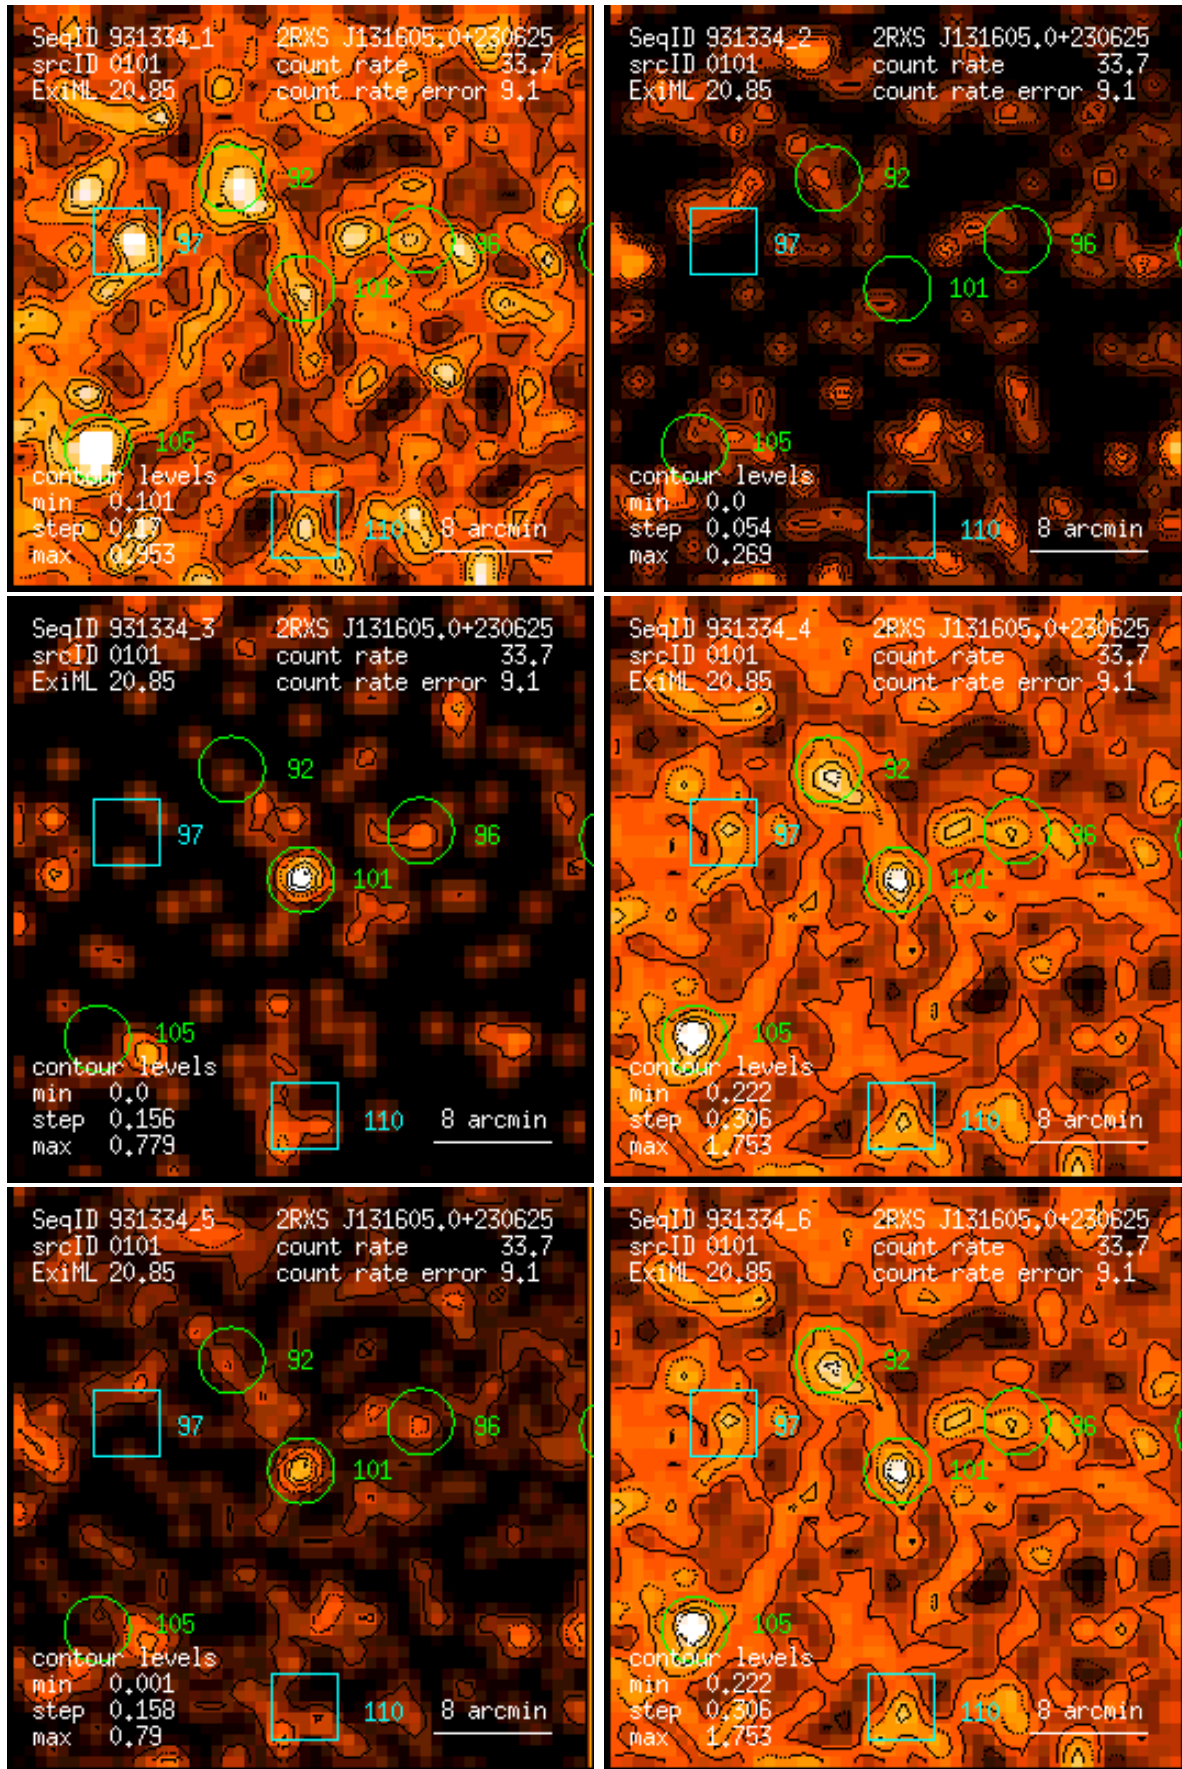 SeqID 931334_1 2RXS J131605.0+230625
srcID 0101 count rate 33.7
ExiML 20.85 count rate error 9.1
92
97
96
101
105
contour levels
min 0.101
step 0.17
110
8 arcmin
max 0.953
SeqID 931334_2 2RXS J131605.0+230625
srcID 0101 count rate 33.7
ExiML 20.85 count rate error 9.1
92
97
96
101
105
contour levels
min 0.0
step 0.054
110
8 arcmin
max 0.269
SeqID 931334_3 2RXS J131605.0+230625
srcID 0101 count rate 33.7
ExiML 20.85 count rate error 9.1
92
97
96
101
105
contour levels
min 0.0
step 0.156
110
8 arcmin
max 0.779
SeqID 931334_4 2RXS J131605.0+230625
srcID 0101 count rate 33.7
ExiML 20.85 count rate error 9.1
92
97
96
101
105
contour levels
min 0.222
step 0.306
110
8 arcmin
max 1.753
SeqID 931334_5 2RXS J131605.0+230625
srcID 0101 count rate 33.7
ExiML 20.85 count rate error 9.1
92
97
96
101
105
contour levels
min 0.001
step 0.158
110
8 arcmin
max 0.79
SeqID 931334_6 2RXS J131605.0+230625
srcID 0101 count rate 33.7
ExiML 20.85 count rate error 9.1
92
97
96
101
105
contour levels
min 0.222
step 0.306
110
8 arcmin
max 1.753